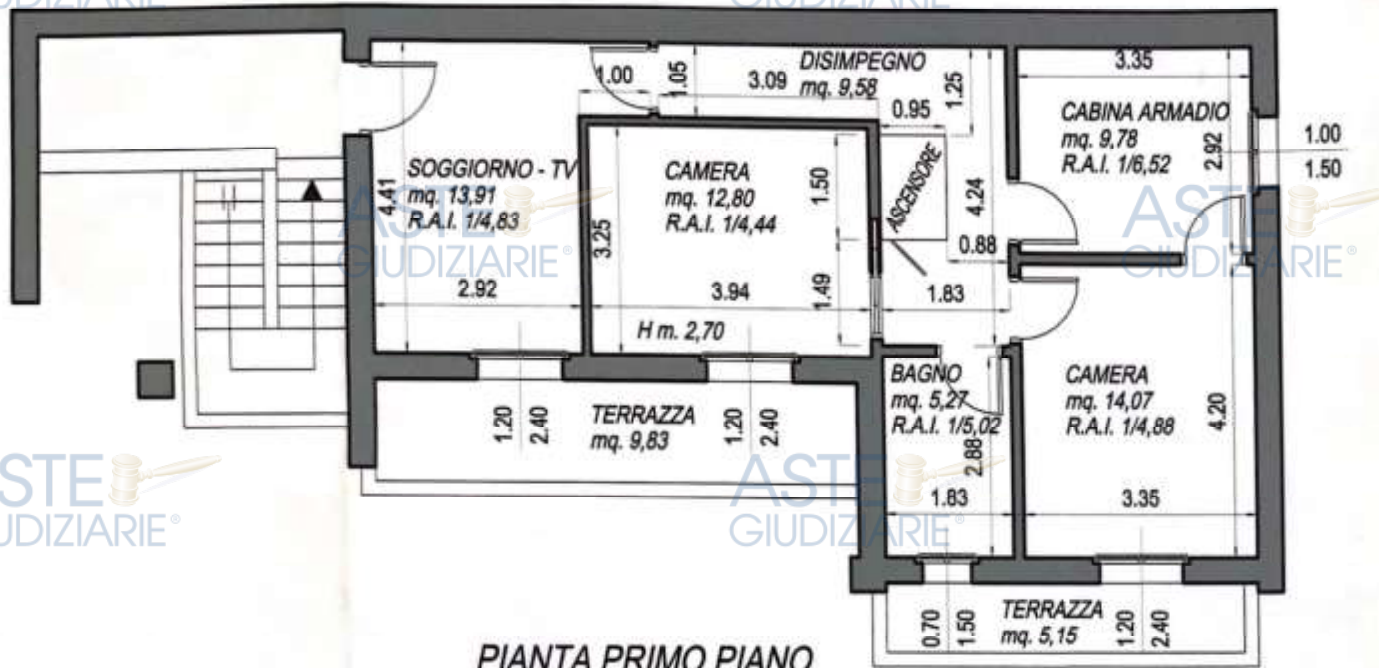 GIUDIZIARIE
DISIMPEGNO
mq. 9,58
1.00
1.05
3.09
0.95
1.25
3.35
CABINA ARMADIO
mq. 9,78
R.A.I. 1/6,52
2.92
1.00
1.50
SOGGIORNO - TV
mq. 13,91
R.A.I. 1/4,83
4.41
2.92
CAMERA
mq. 12,80
R.A.I. 1/4,44
3.25
3.94
H m. 2,70
1.50
1.49
ASCENSORE
4.24
0.88
1.83
ASTE
GIUDIZIARIE®
ASTE
GIUDIZIARIE®
BAGNO
mq. 5,27
R.A.I. 1/5,02
2.88
1.83
CAMERA
mq. 14,07
R.A.I. 1/4,88
4.20
3.35
TERRAZZA
mq. 9,83
1.20
2.40
1.20
2.40
ASTE
GIUDIZIARIE®
TERRAZZA
mq. 5,15
0.70
1.50
1.20
2.40
PIANTA PRIMO PIANO